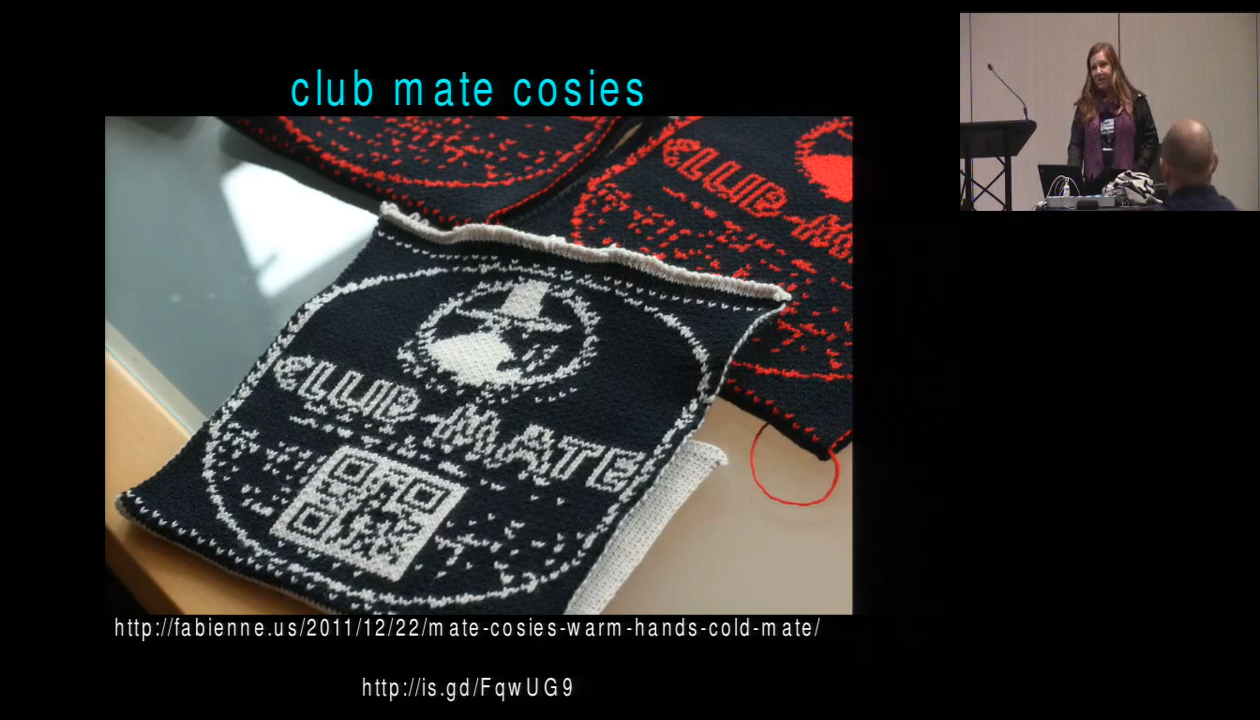 club mate cosies
CLUB-MATE
CLUB-M
http://fabienne.us/2011/12/22/mate-cosies-warm-hands-cold-mate/
http://is.gd/FqwUG9